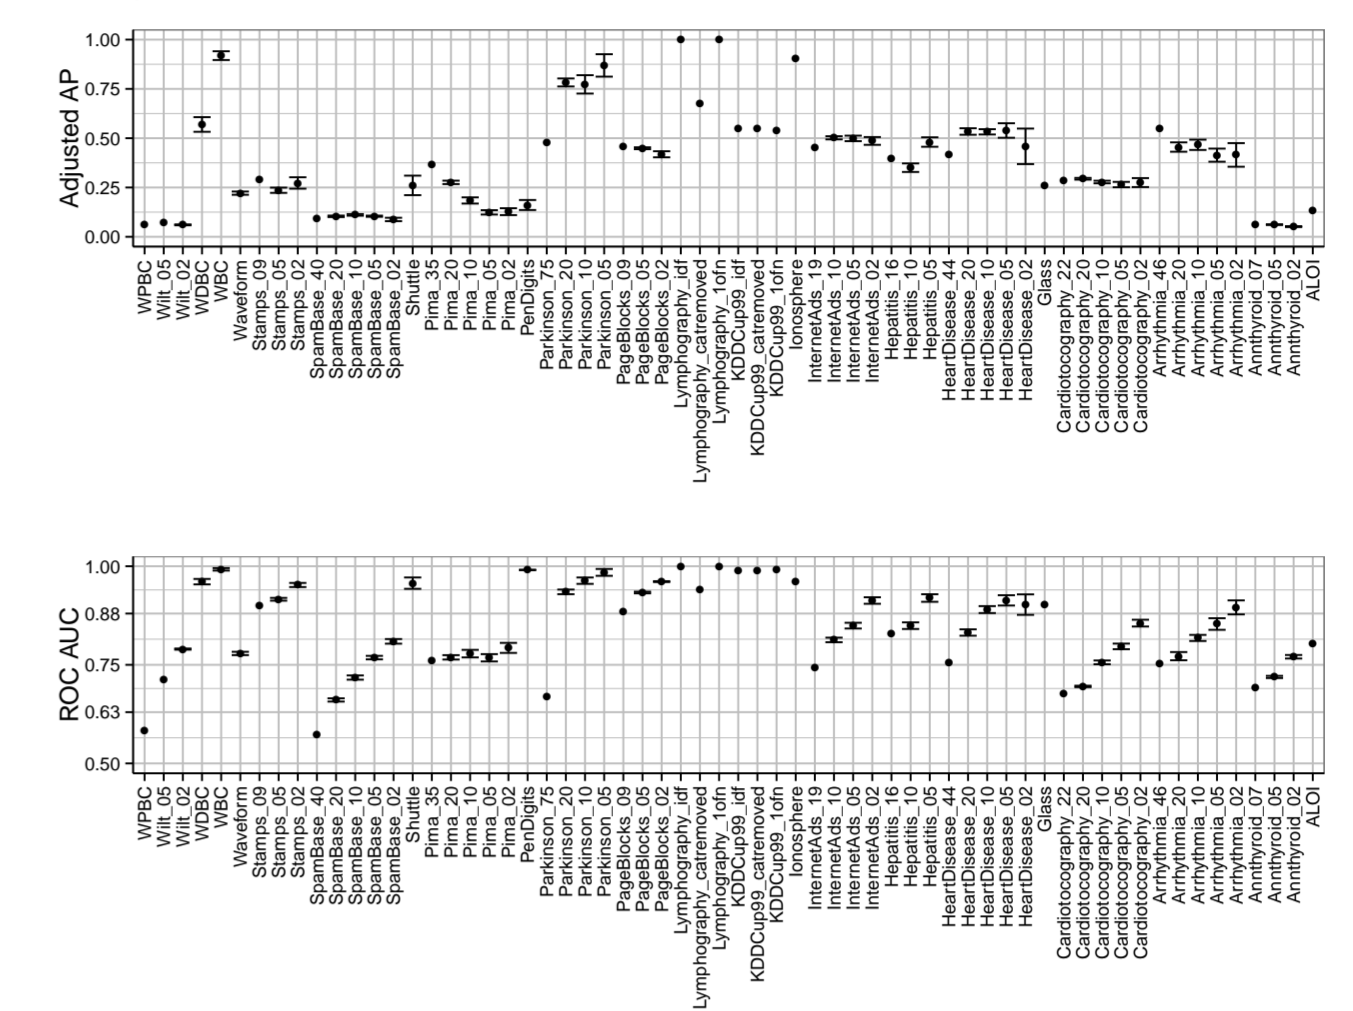 Adjusted AP
1.00
0.75
0.50
0.25
0.00
WPBC
Wilt_05
Wilt_02
WDBC
WBC
Waveform
Stamps_09
Stamps_05
Stamps_02
SpamBase_40
SpamBase_20
SpamBase_10
SpamBase_05
SpamBase_02
Shuttle
Pima_35
Pima_20
Pima_10
Pima_05
Pima_02
PenDigits
Parkinson_75
Parkinson_20
Parkinson_10
Parkinson_05
PageBlocks_09
PageBlocks_05
PageBlocks_02
Lymphography_idf
Lymphography_catremoved
Lymphography_1ofn
KDDCup99_idf
KDDCup99_catremoved
KDDCup99_1ofn
Ionosphere
InternetAds_19
InternetAds_10
InternetAds_05
InternetAds_02
Hepatitis_16
Hepatitis_10
Hepatitis_05
HeartDisease_44
HeartDisease_20
HeartDisease_10
HeartDisease_05
HeartDisease_02
Glass
Cardiotocography_22
Cardiotocography_20
Cardiotocography_10
Cardiotocography_05
Cardiotocography_02
Arrhythmia_46
Arrhythmia_20
Arrhythmia_10
Arrhythmia_05
Arrhythmia_02
Annthyroid_07
Annthyroid_05
Annthyroid_02
ALOI
ROC AUC
1.00
0.88
0.75
0.63
0.50
WPBC
Wilt_05
Wilt_02
WDBC
WBC
Waveform
Stamps_09
Stamps_05
Stamps_02
SpamBase_40
SpamBase_20
SpamBase_10
SpamBase_05
SpamBase_02
Shuttle
Pima_35
Pima_20
Pima_10
Pima_05
Pima_02
PenDigits
Parkinson_75
Parkinson_20
Parkinson_10
Parkinson_05
PageBlocks_09
PageBlocks_05
PageBlocks_02
Lymphography_idf
Lymphography_catremoved
Lymphography_1ofn
KDDCup99_idf
KDDCup99_catremoved
KDDCup99_1ofn
Ionosphere
InternetAds_19
InternetAds_10
InternetAds_05
InternetAds_02
Hepatitis_16
Hepatitis_10
Hepatitis_05
HeartDisease_44
HeartDisease_20
HeartDisease_10
HeartDisease_05
HeartDisease_02
Glass
Cardiotocography_22
Cardiotocography_20
Cardiotocography_10
Cardiotocography_05
Cardiotocography_02
Arrhythmia_46
Arrhythmia_20
Arrhythmia_10
Arrhythmia_05
Arrhythmia_02
Annthyroid_07
Annthyroid_05
Annthyroid_02
ALOI